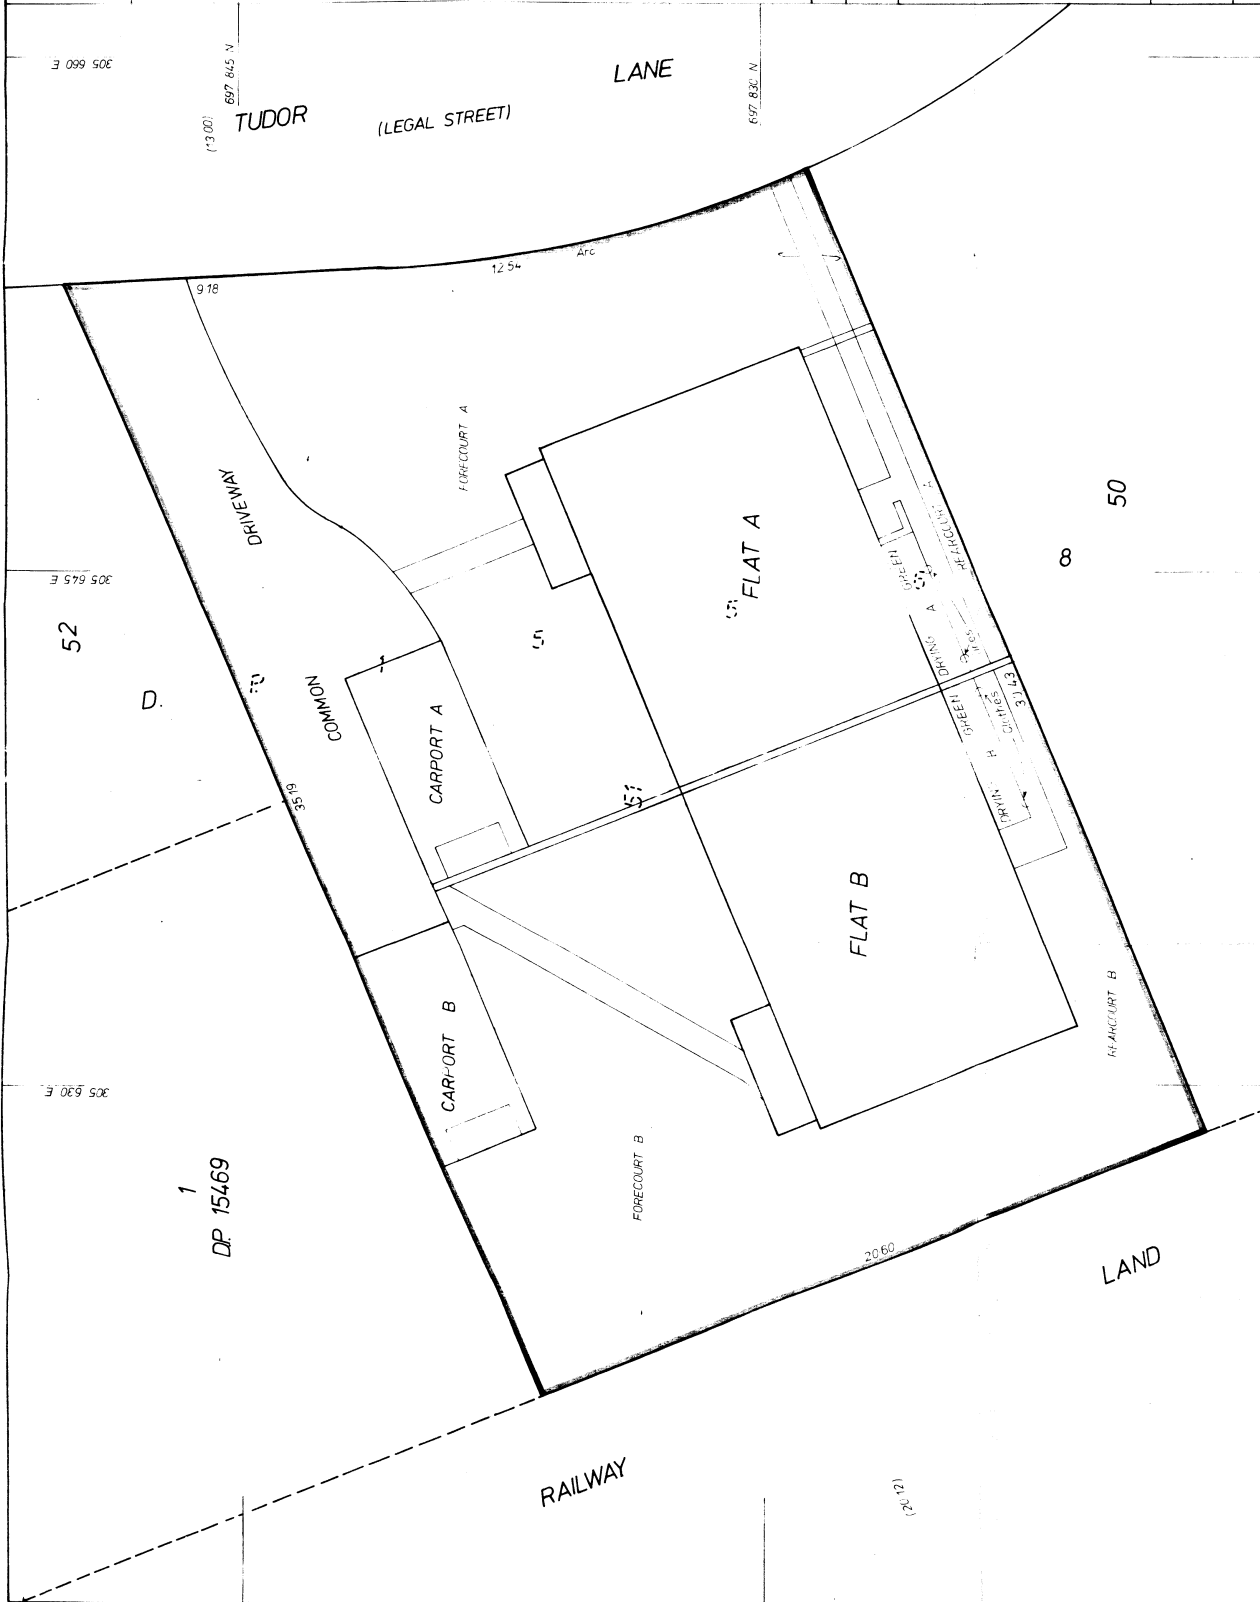 305 660 E
697 845 N
(13 00)
TUDOR
(LEGAL STREET)
LANE
697 830 N
9 18
12 54
Arc
FORECOURT A
DRIVEWAY
COMMON
FLAT A
50
8
305 645 E
52
D.
CARPORT A
51
35 19
DRYING GREEN
A
REARCOURT A
DRYING GREEN
Clothes
FLAT B
CARPORT B
REARCOURT B
305 630 E
1
D.P. 15469
FORECOURT B
20 60
LAND
RAILWAY
(20 12)